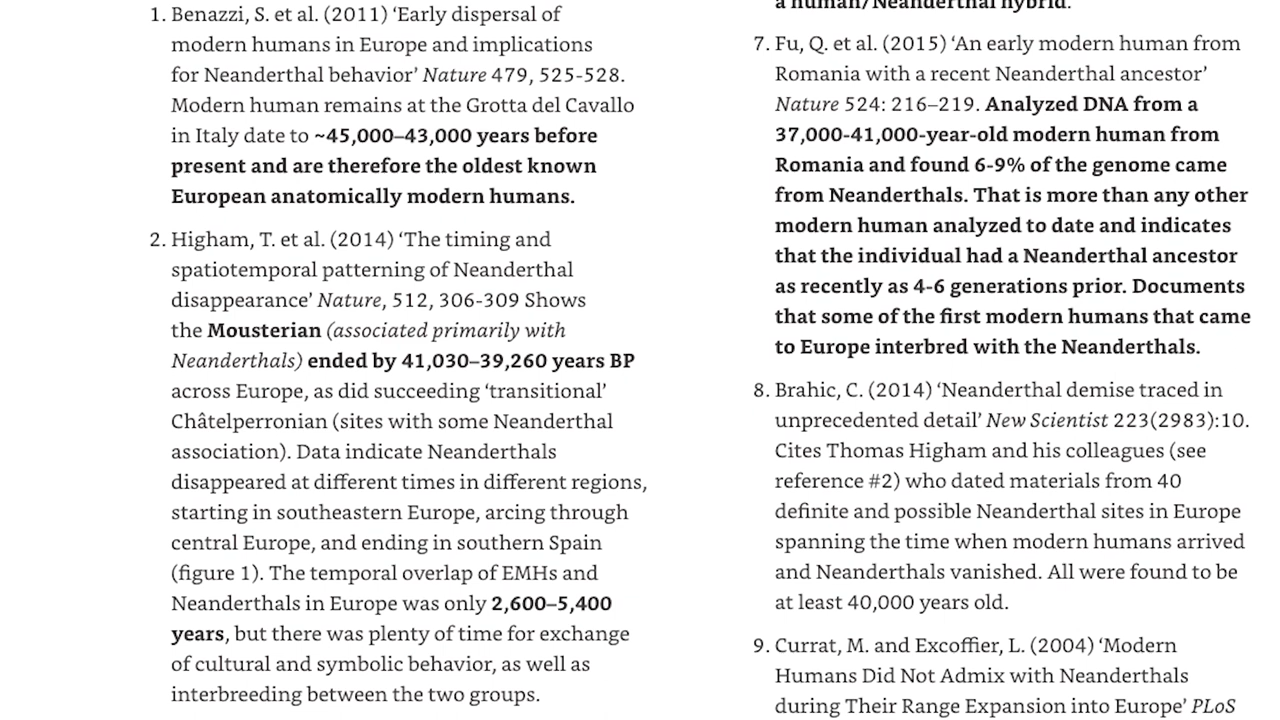 1. Benazzi, S. et al. (2011) ‘Early dispersal of
modern humans in Europe and implications
for Neanderthal behavior’ Nature 479, 525-528.
Modern human remains at the Grotta del Cavallo
in Italy date to ~45,000–43,000 years before
present and are therefore the oldest known
European anatomically modern humans.
2. Higham, T. et al. (2014) ‘The timing and
spatiotemporal patterning of Neanderthal
disappearance’ Nature, 512, 306-309 Shows
the Mousterian (associated primarily with
Neanderthals) ended by 41,030–39,260 years BP
across Europe, as did succeeding ‘transitional’
Châtelperronian (sites with some Neanderthal
association). Data indicate Neanderthals
disappeared at different times in different regions,
starting in southeastern Europe, arcing through
central Europe, and ending in southern Spain
(figure 1). The temporal overlap of EMHs and
Neanderthals in Europe was only 2,600–5,400
years, but there was plenty of time for exchange
of cultural and symbolic behavior, as well as
interbreeding between the two groups.
a human/Neanderthal hybrid.
7. Fu, Q. et al. (2015) ‘An early modern human from
Romania with a recent Neanderthal ancestor’
Nature 524: 216–219. Analyzed DNA from a
37,000-41,000-year-old modern human from
Romania and found 6-9% of the genome came
from Neanderthals. That is more than any other
modern human analyzed to date and indicates
that the individual had a Neanderthal ancestor
as recently as 4-6 generations prior. Documents
that some of the first modern humans that came
to Europe interbred with the Neanderthals.
8. Brahic, C. (2014) ‘Neanderthal demise traced in
unprecedented detail’ New Scientist 223(2983):10.
Cites Thomas Higham and his colleagues (see
reference #2) who dated materials from 40
definite and possible Neanderthal sites in Europe
spanning the time when modern humans arrived
and Neanderthals vanished. All were found to be
at least 40,000 years old.
9. Currat, M. and Excoffier, L. (2004) ‘Modern
Humans Did Not Admix with Neanderthals
during Their Range Expansion into Europe’ PLoS